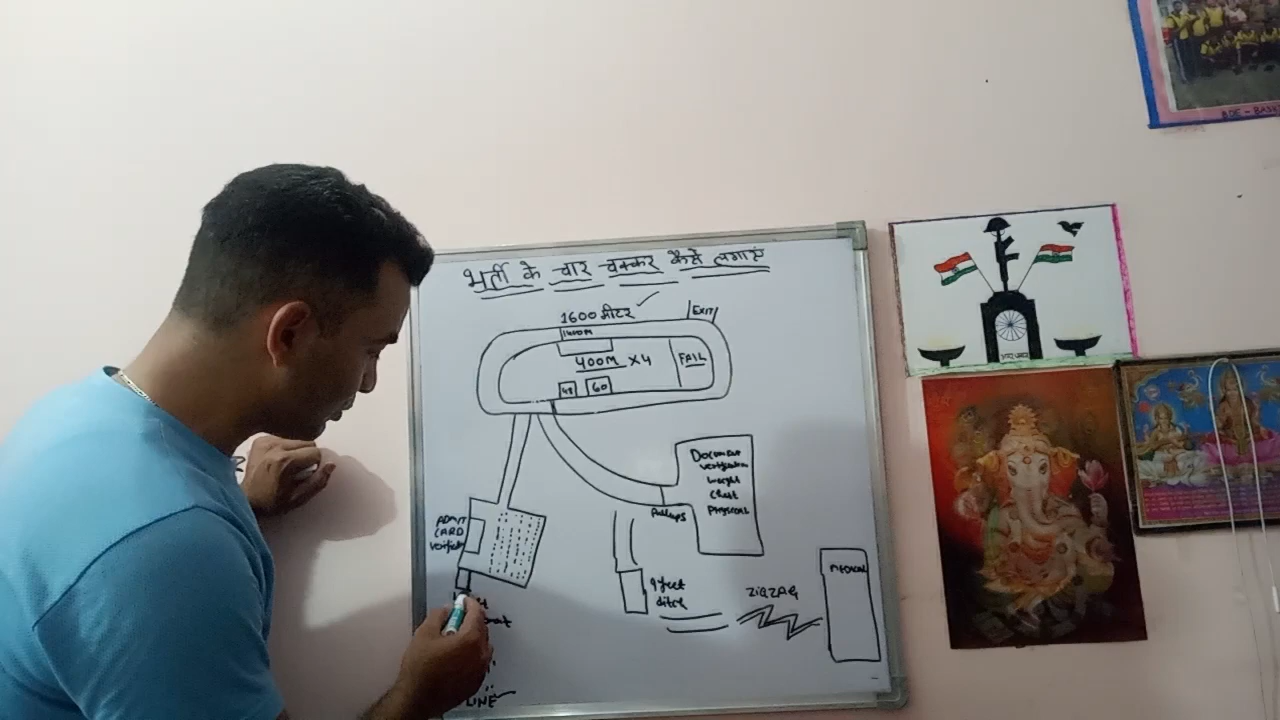 भर्ती के चार चक्कर कैसे लगाएं
1600 मीटर
EXIT
1600M
400M X4
FAIL
60
ADMIT
CARD
Document
verification
weight
chest
physical
Pullups
9 feet
ditch
ZIGZAG
MEDICAL
LINE